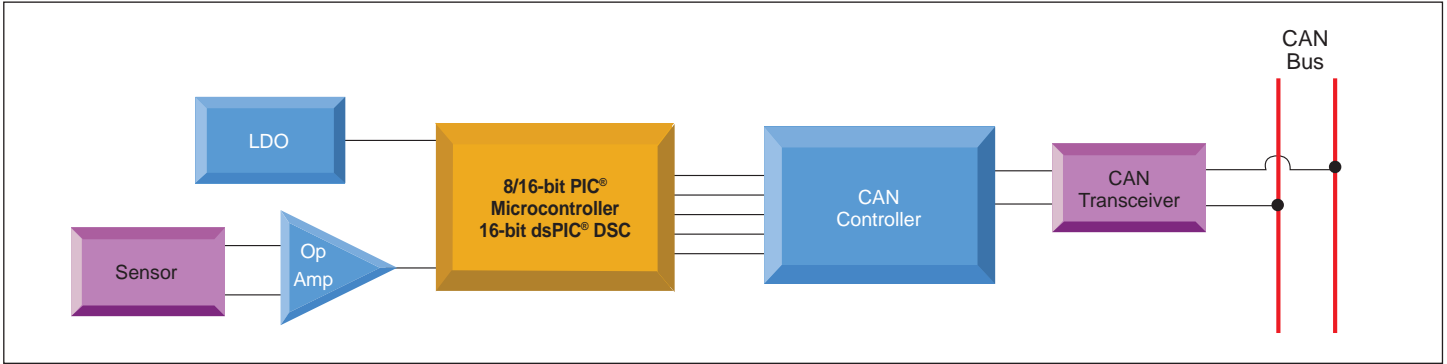 CAN
Bus
LDO
8/16-bit PIC®
Microcontroller
16-bit dsPIC® DSC
CAN
Controller
CAN
Transceiver
Sensor
Op
Amp